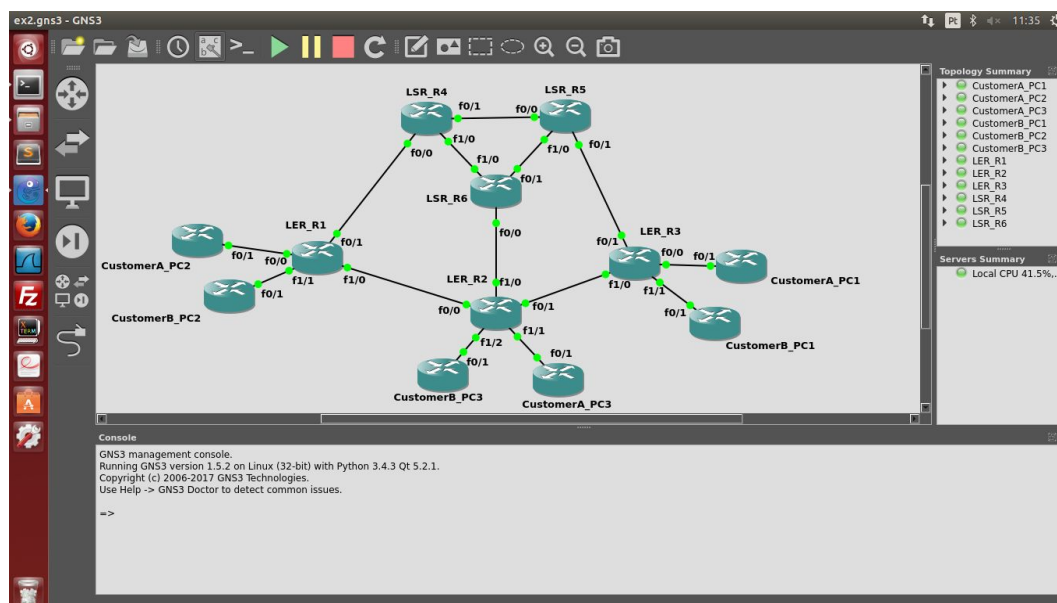 ex2.gns3 - GNS3
Pt
11:35
Topology Summary
CustomerA_PC1
CustomerA_PC2
CustomerA_PC3
CustomerB_PC1
CustomerB_PC2
CustomerB_PC3
LER_R1
LER_R2
LER_R3
LSR_R4
LSR_R5
LSR_R6
Servers Summary
Local CPU 41.5%,..
LSR_R4
LSR_R5
f0/1
f0/0
f1/0
f0/0
f1/0
f1/0
f0/1
f0/1
LSR_R6
f0/0
LER_R1
f0/1
LER_R3
f0/1
f0/0
f0/1
CustomerA_PC2
f0/1
f0/0
f1/1
f1/0
f0/1
CustomerB_PC2
LER_R2
f1/0
f0/0
f0/1
f1/0
f1/1
CustomerA_PC1
f0/1
CustomerB_PC1
f1/1
f1/2
f0/1
f0/1
CustomerB_PC3
CustomerA_PC3
Console
GNS3 management console.
Running GNS3 version 1.5.2 on Linux (32-bit) with Python 3.4.3 Qt 5.2.1.
Copyright (c) 2006-2017 GNS3 Technologies.
Use Help -> GNS3 Doctor to detect common issues.
=>